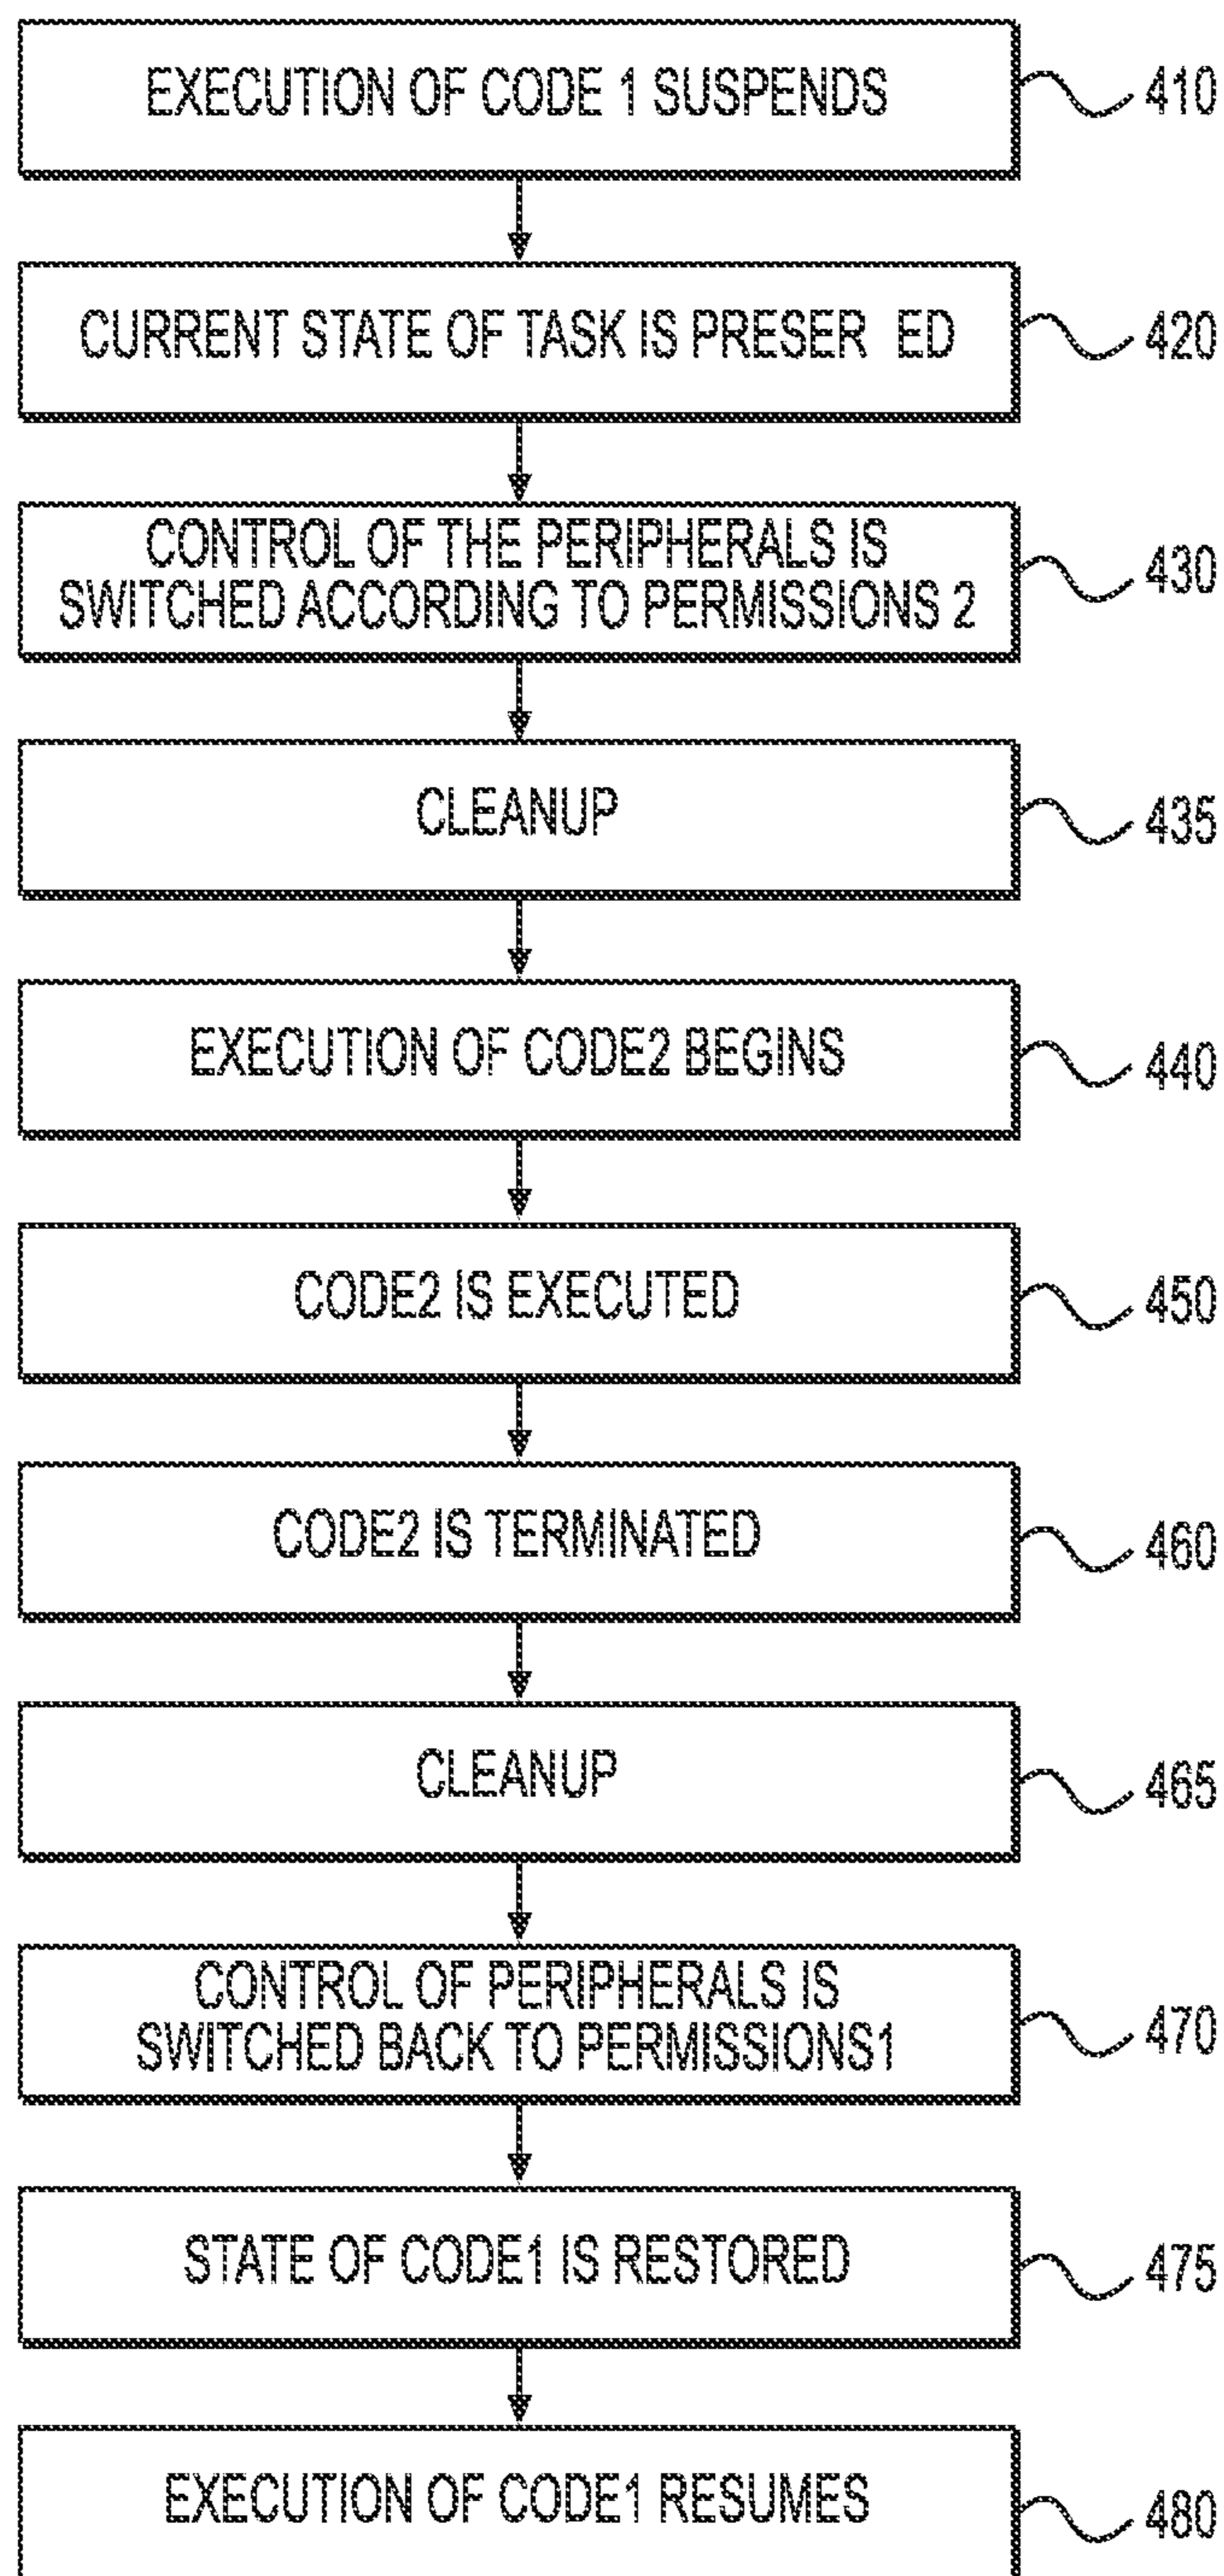 EXECUTION OF CODE 1 SUSPENDS
410
CURRENT STATE OF TASK IS PRESER ED
420
CONTROL OF THE PERIPHERALS IS
SWITCHED ACCORDING TO PERMISSIONS 2
430
CLEANUP
435
EXECUTION OF CODE2 BEGINS
440
CODE2 IS EXECUTED
450
CODE2 IS TERMINATED
460
CLEANUP
465
CONTROL OF PERIPHERALS IS
SWITCHED BACK TO PERMISSIONS1
470
STATE OF CODE1 IS RESTORED
475
EXECUTION OF CODE1 RESUMES
480